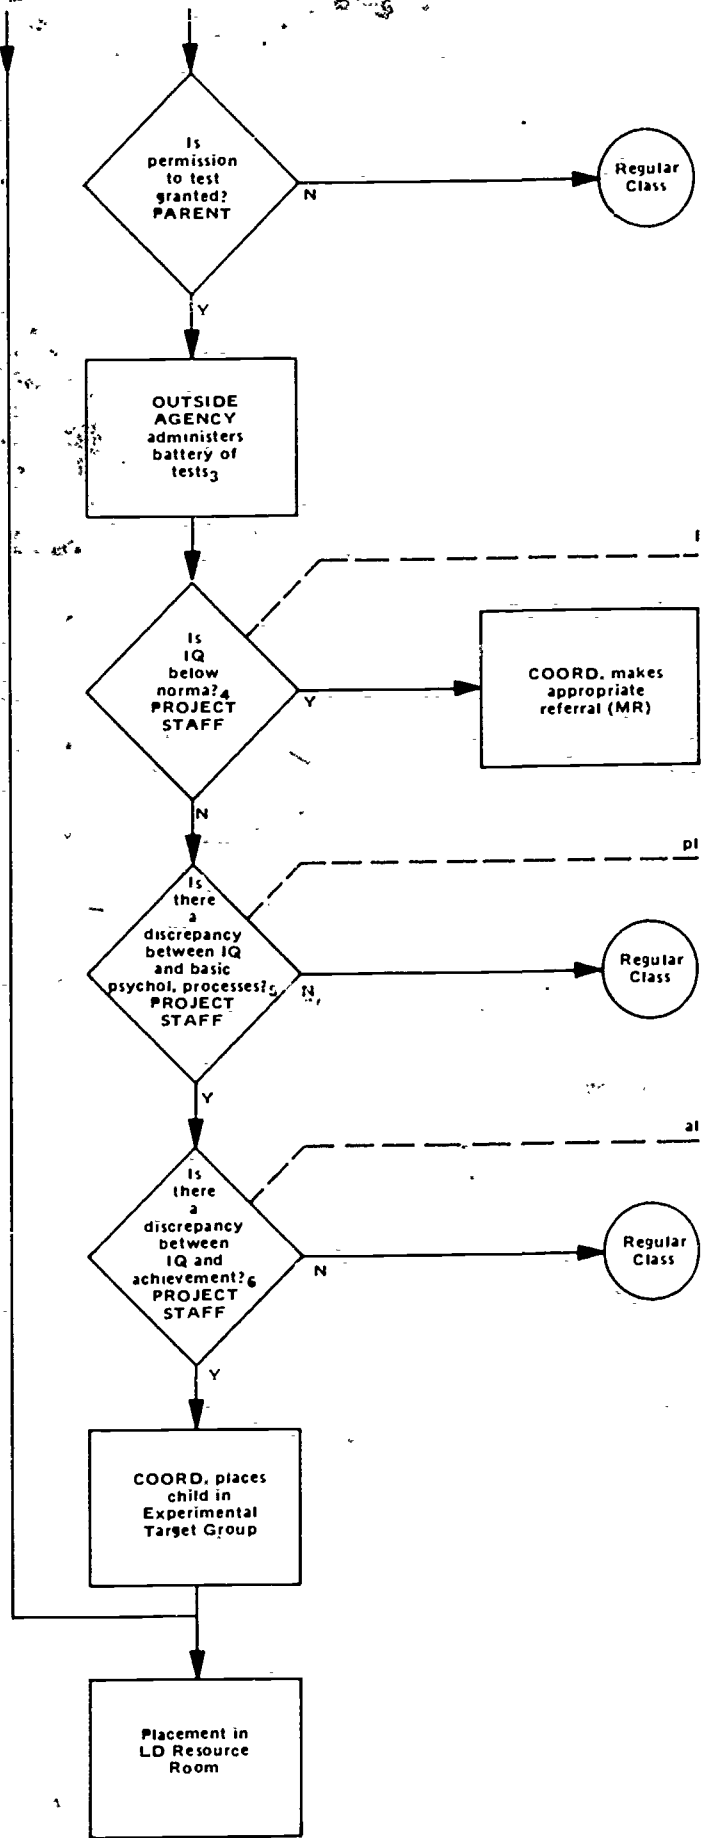 Is
permission
to test
granted?
PARENT
N
Regular
Class
Y
OUTSIDE
AGENCY
administers
battery of
tests3
Is
IQ
below
norma?4
PROJECT
STAFF
Y
COORD. makes
appropriate
referral (MR)
N
pl
Is
there
a
discrepancy
between IQ
and basic
psychol. processes?5
PROJECT
STAFF
N
Regular
Class
Y
al
Is
there
a
discrepancy
between
IQ and
achievement?6
PROJECT
STAFF
N
Regular
Class
Y
COORD. places
child in
Experimental
Target Group
Placement in
LD Resource
Room